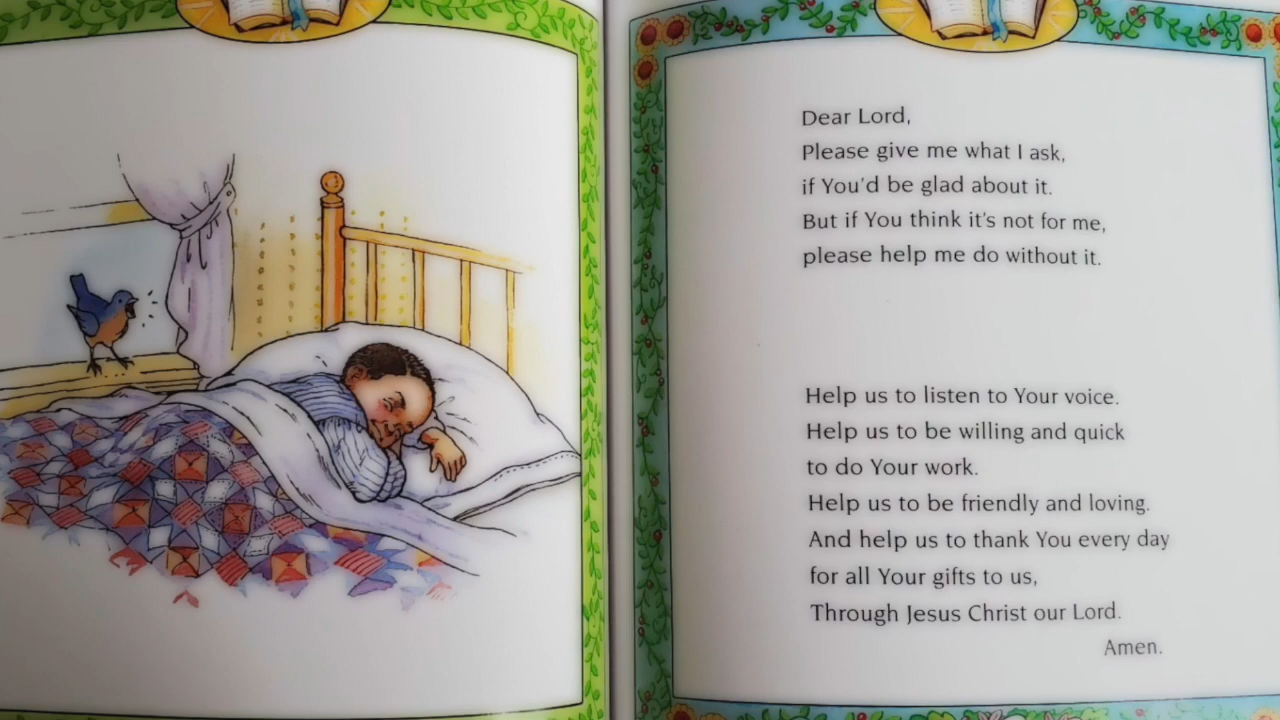 Dear Lord,
Please give me what I ask,
if You'd be glad about it.
But if You think it's not for me,
please help me do without it.
Help us to listen to Your voice.
Help us to be willing and quick
to do Your work.
Help us to be friendly and loving.
And help us to thank You every day
for all Your gifts to us,
Through Jesus Christ our Lord.
Amen.